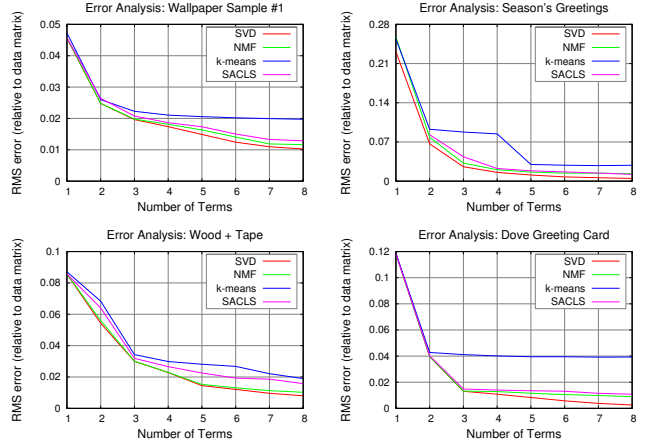 Error Analysis: Wallpaper Sample #1
RMS error (relative to data matrix)
0.05
0.04
0.03
0.02
0.01
0
SVD
NMF
k-means
SACLS
1 2 3 4 5 6 7 8
Number of Terms
Error Analysis: Season's Greetings
RMS error (relative to data matrix)
0.28
0.21
0.14
0.07
0
SVD
NMF
k-means
SACLS
1 2 3 4 5 6 7 8
Number of Terms
Error Analysis: Wood + Tape
RMS error (relative to data matrix)
0.1
0.08
0.06
0.04
0.02
0
SVD
NMF
k-means
SACLS
1 2 3 4 5 6 7 8
Number of Terms
Error Analysis: Dove Greeting Card
RMS error (relative to data matrix)
0.12
0.1
0.08
0.06
0.04
0.02
0
SVD
NMF
k-means
SACLS
1 2 3 4 5 6 7 8
Number of Terms